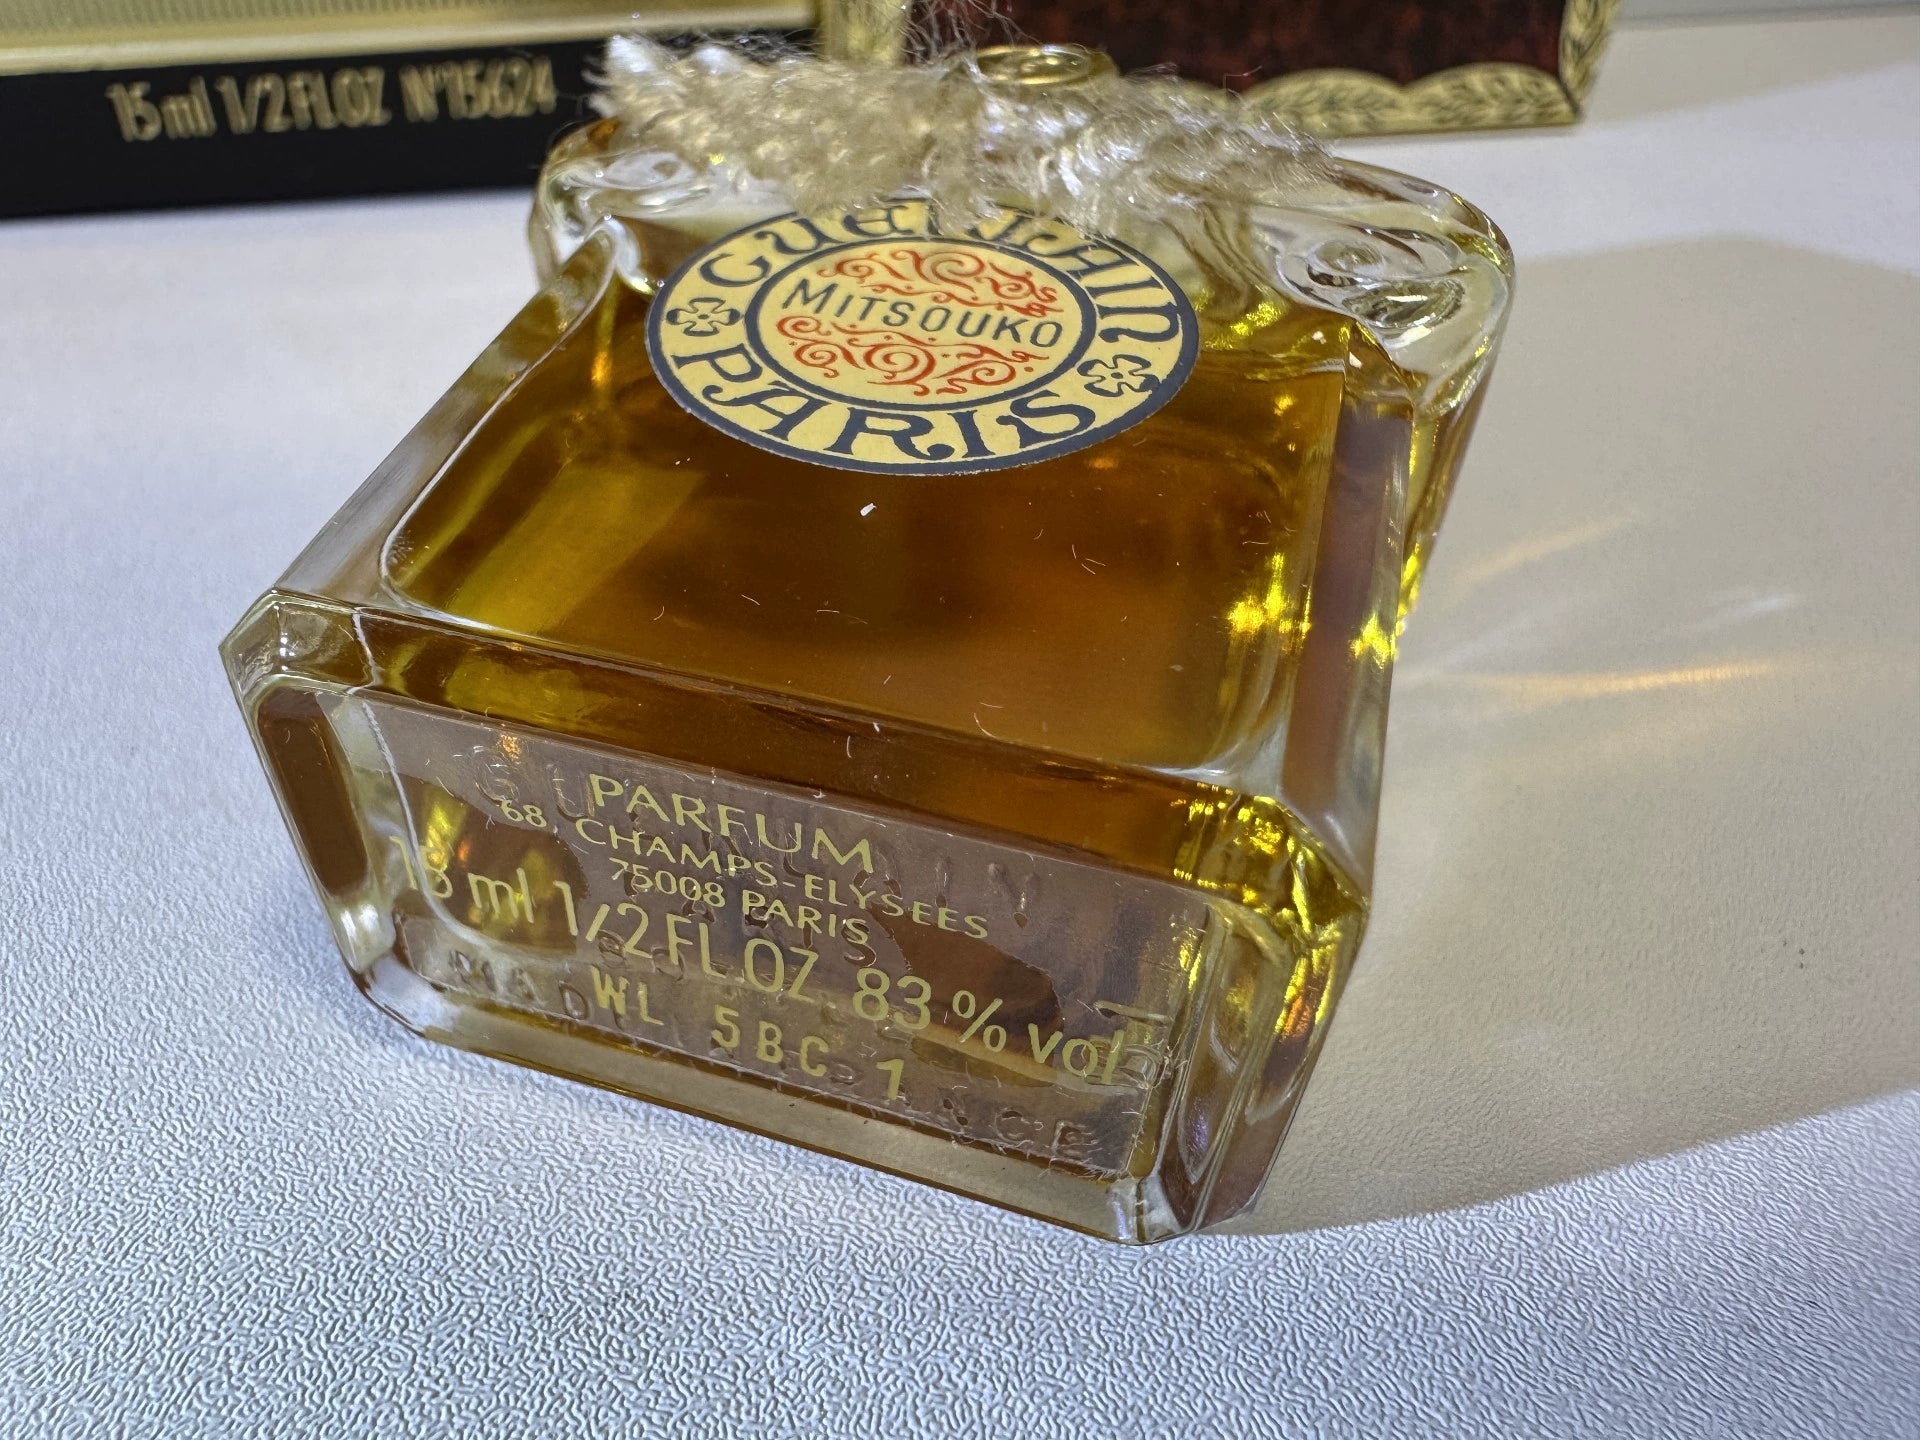 15 ml 1/2 FL.OZ N°15624
GUERLAIN
MITSOUKO
PARIS
PARFUM
68, CHAMPS-ELYSEES
75008 PARIS
15 ml 1/2 FL.OZ. 83 % vol
WL 5BC 1